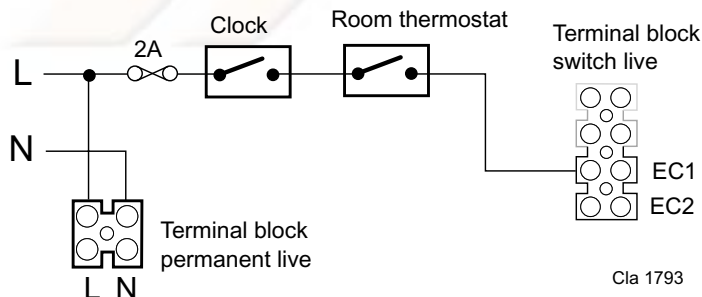 Clock
Room thermostat
Terminal block
switch live
2A
L
N
EC1
EC2
Terminal block
permanent live
L N
Cla 1793